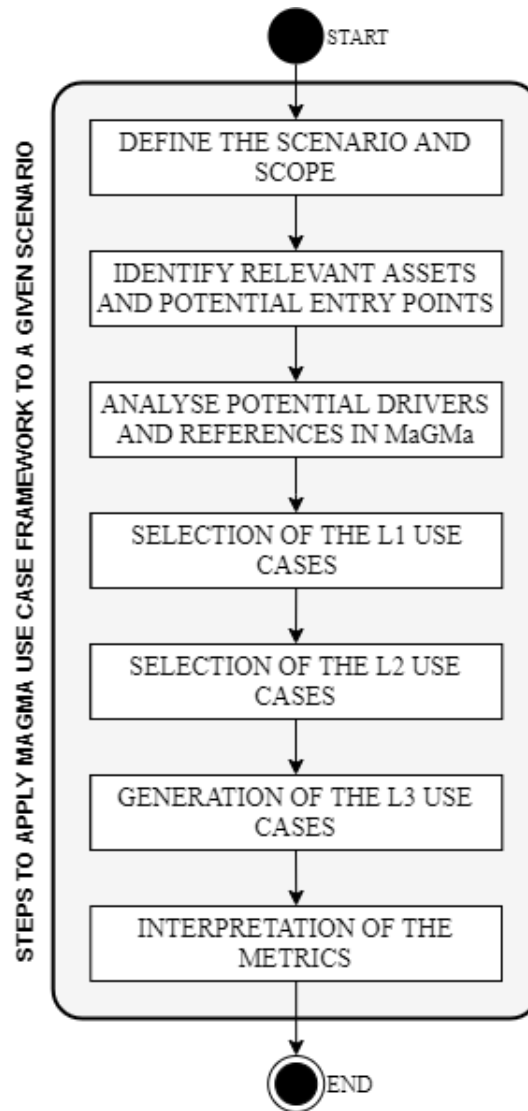 START
STEPS TO APPLY MAGMA USE CASE FRAMEWORK TO A GIVEN SCENARIO
DEFINE THE SCENARIO AND
SCOPE
IDENTIFY RELEVANT ASSETS
AND POTENTIAL ENTRY POINTS
ANALYSE POTENTIAL DRIVERS
AND REFERENCES IN MaGMa
SELECTION OF THE L1 USE
CASES
SELECTION OF THE L2 USE
CASES
GENERATION OF THE L3 USE
CASES
INTERPRETATION OF THE
METRICS
END